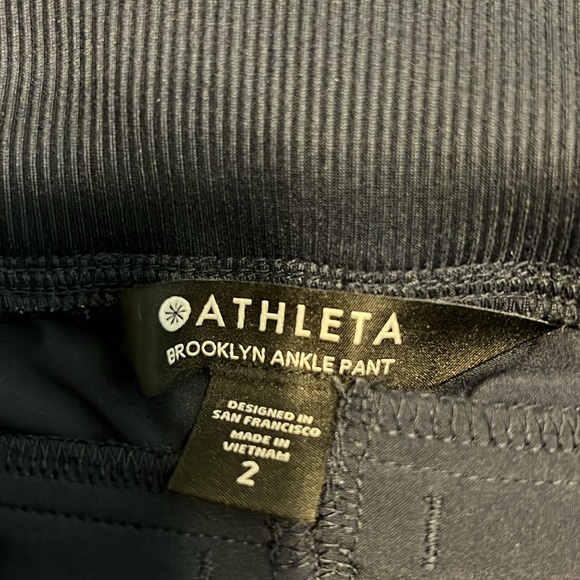 ATHLETA
BROOKLYN ANKLE PANT
DESIGNED IN
SAN FRANCISCO
MADE IN
VIETNAM
2